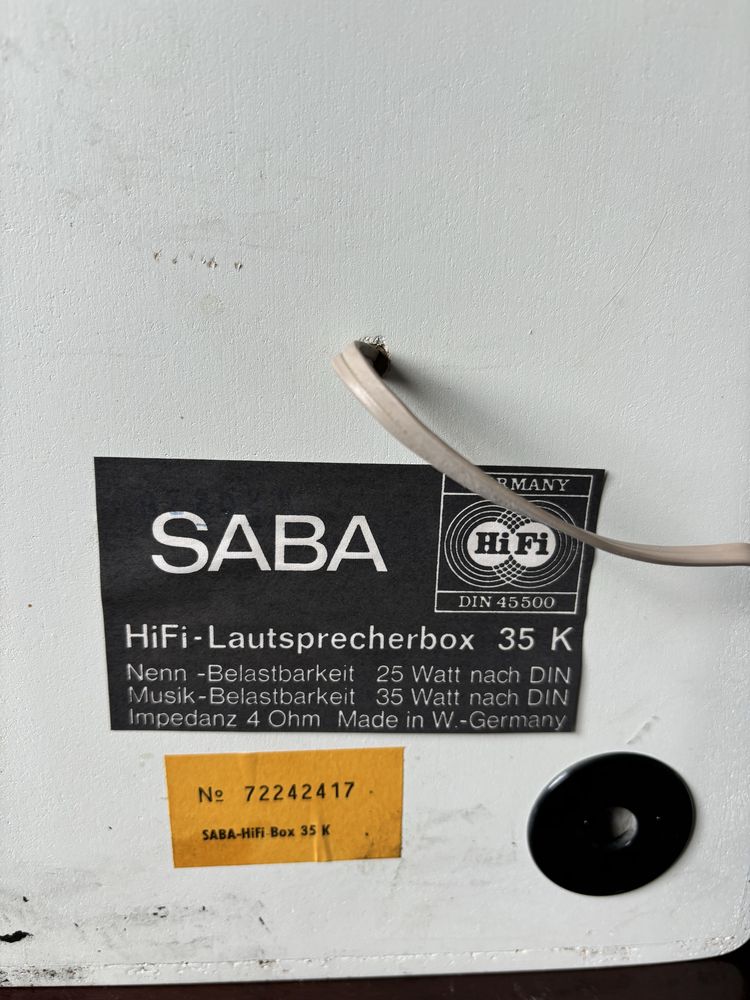 GERMANY
SABA
HiFi
DIN 45500
HiFi-Lautsprecherbox 35 K
Nenn -Belastbarkeit 25 Watt nach DIN
Musik-Belastbarkeit 35 Watt nach DIN
Impedanz 4 Ohm Made in W.-Germany
№ 72242417
SABA-HiFi Box 35 K